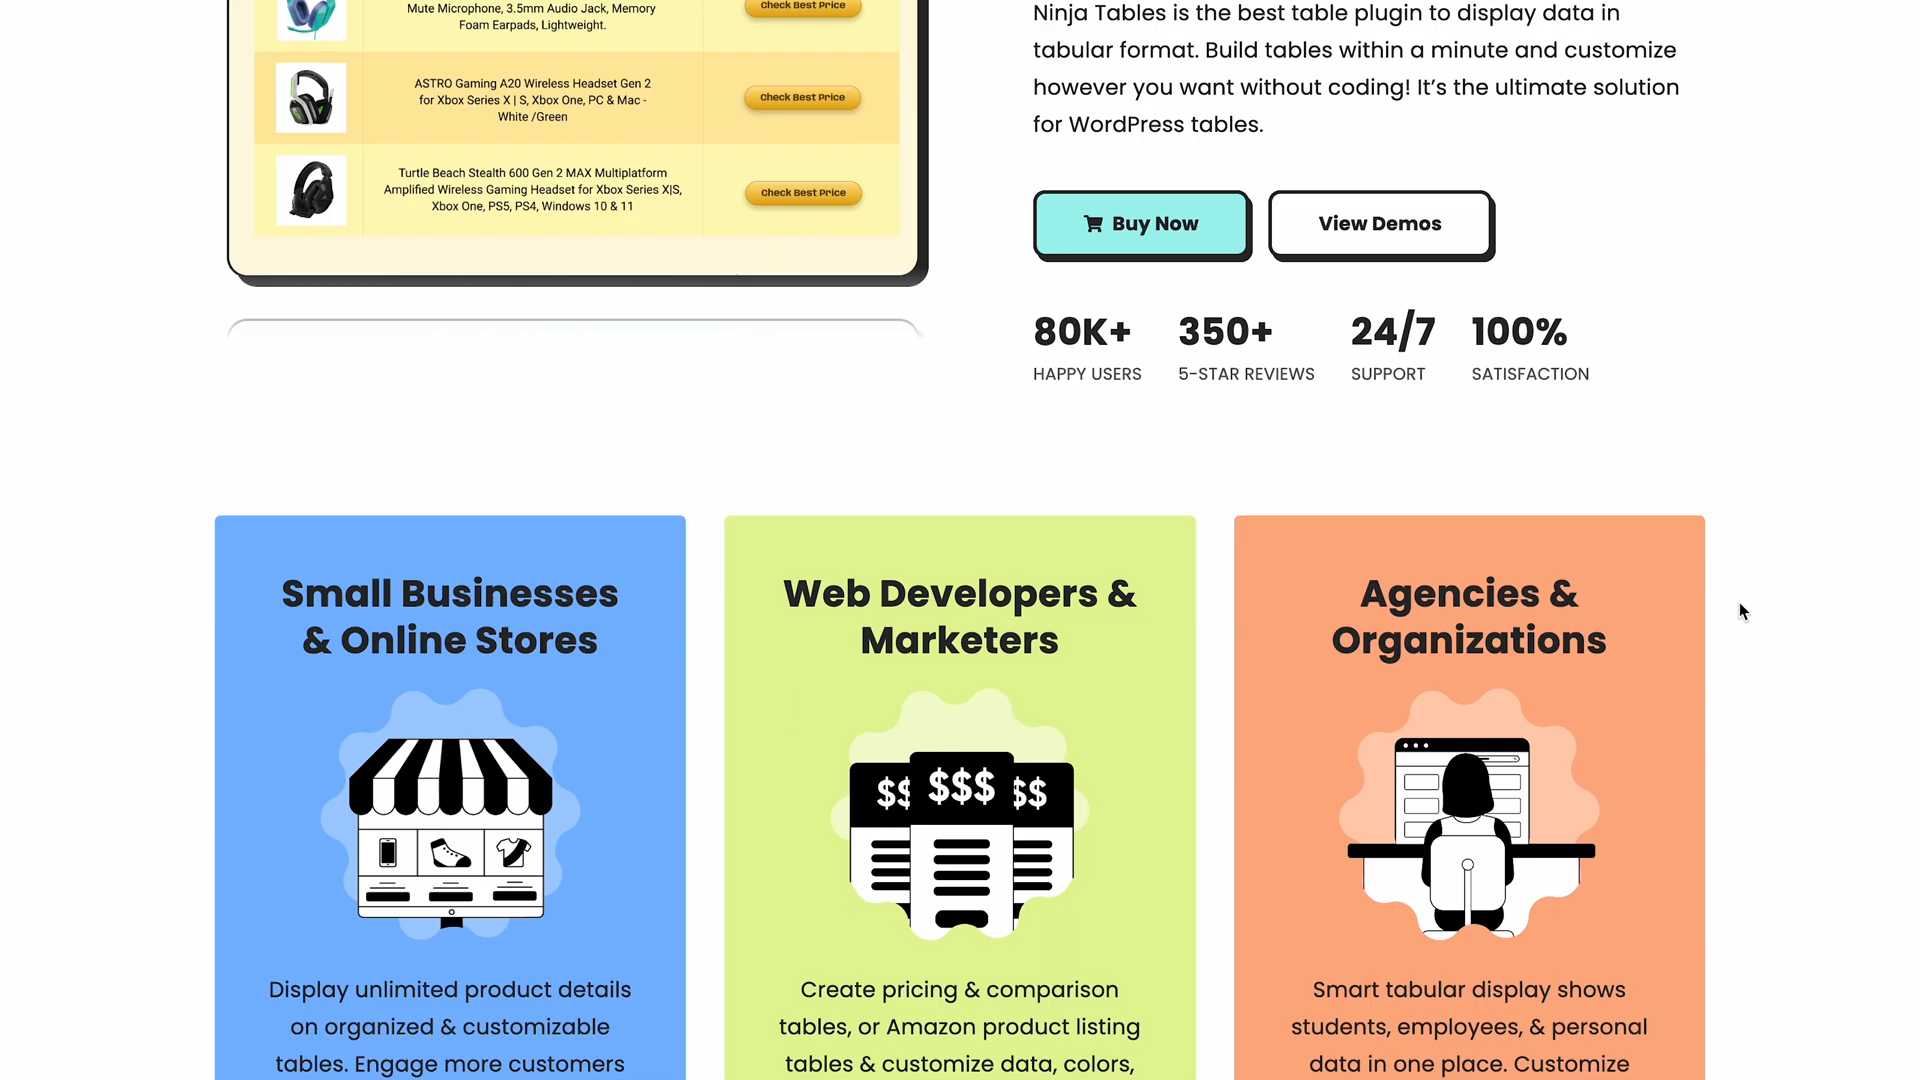 Mute Microphone, 3.5mm Audio Jack, Memory
Foam Earpads, Lightweight.
Check Best Price
ASTRO Gaming A20 Wireless Headset Gen 2
for Xbox Series X | S, Xbox One, PC & Mac -
White /Green
Check Best Price
Turtle Beach Stealth 600 Gen 2 MAX Multiplatform
Amplified Wireless Gaming Headset for Xbox Series X|S,
Xbox One, PS5, PS4, Windows 10 & 11
Check Best Price
Ninja Tables is the best table plugin to display data in
tabular format. Build tables within a minute and customize
however you want without coding! It’s the ultimate solution
for WordPress tables.
Buy Now
View Demos
80K+
HAPPY USERS
350+
5-STAR REVIEWS
24/7
SUPPORT
100%
SATISFACTION
Small Businesses
& Online Stores
Display unlimited product details
on organized & customizable
tables. Engage more customers
Web Developers &
Marketers
$$
$$$
$$
Create pricing & comparison
tables, or Amazon product listing
tables & customize data, colors,
Agencies &
Organizations
Smart tabular display shows
students, employees, & personal
data in one place. Customize